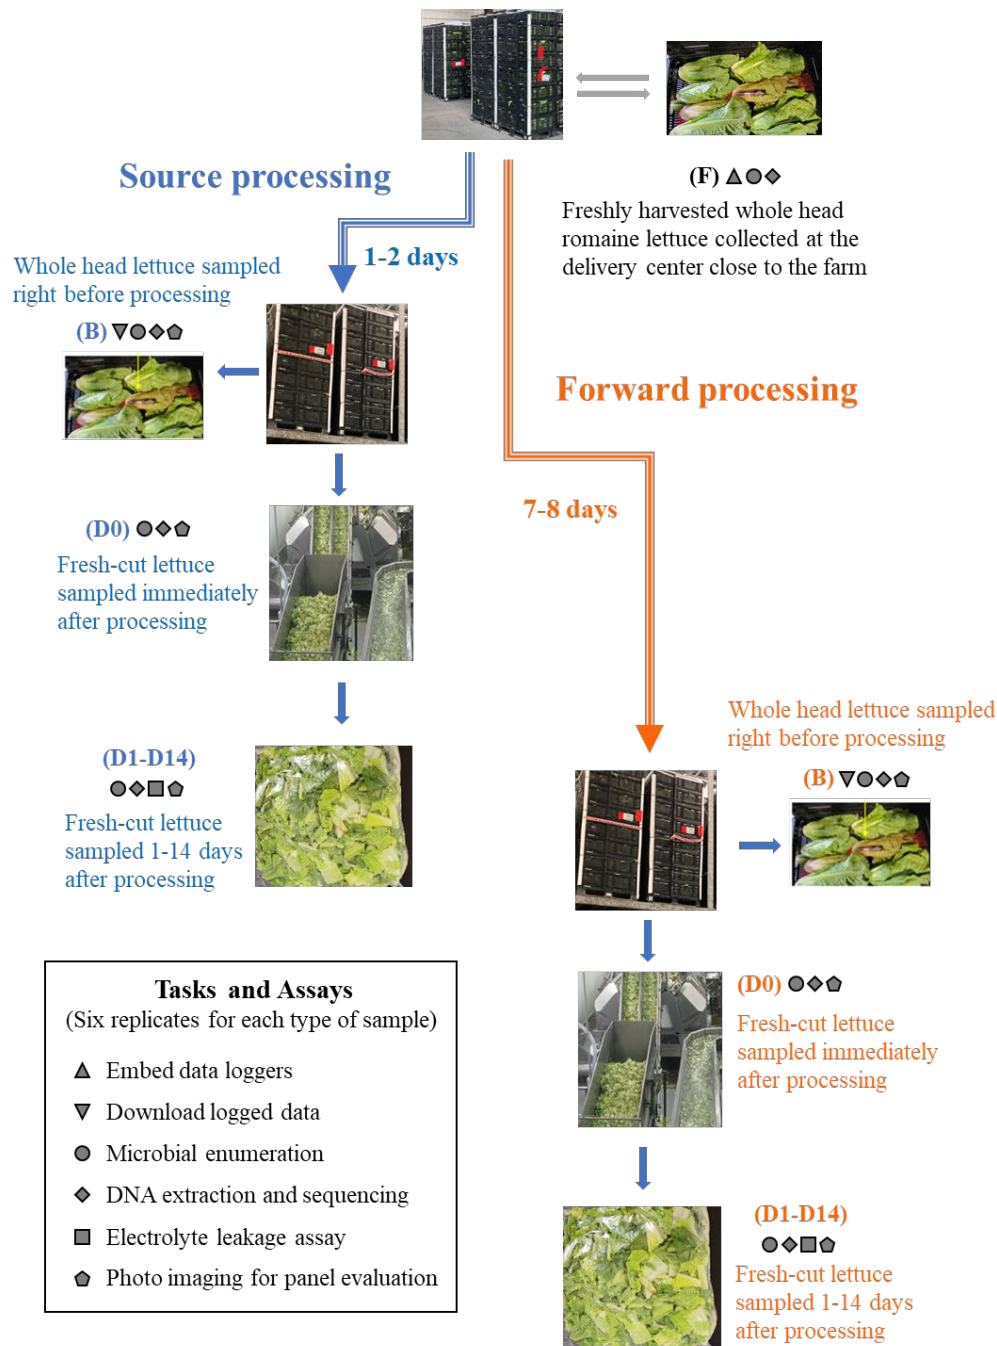 (F)
Freshly harvested whole head
romaine lettuce collected at the
delivery center close to the farm
Source processing
1-2 days
Whole head lettuce sampled
right before processing
(B)
(D0)
Fresh-cut lettuce
sampled immediately
after processing
(D1-D14)
Fresh-cut lettuce
sampled 1-14 days
after processing
Forward processing
7-8 days
Whole head lettuce sampled
right before processing
(B)
(D0)
Fresh-cut lettuce
sampled immediately
after processing
(D1-D14)
Fresh-cut lettuce
sampled 1-14 days
after processing
Tasks and Assays
(Six replicates for each type of sample)
Embed data loggers
Download logged data
Microbial enumeration
DNA extraction and sequencing
Electrolyte leakage assay
Photo imaging for panel evaluation